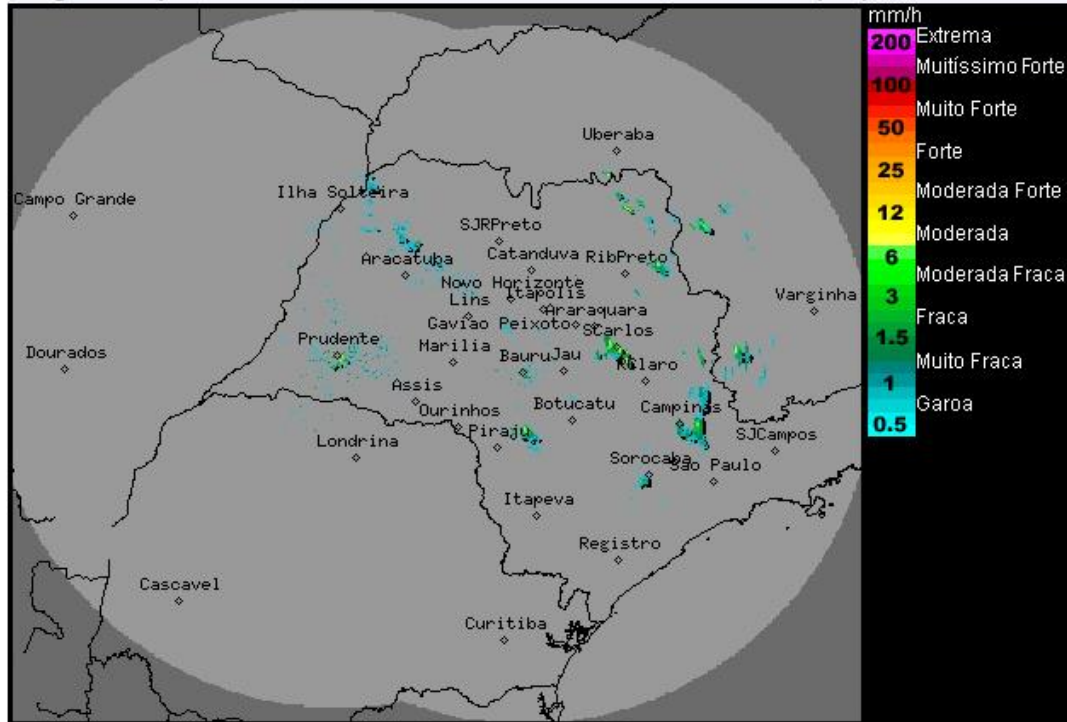 mm/h
200 Extrema
Muitíssimo Forte
100
Muito Forte
50
Forte
25
Moderada Forte
12
Moderada
6
Moderada Fraca
3
Fraca
1.5
Muito Fraca
1
Garoa
0.5
Uberaba
Ilha Solteira
Campo Grande
SJRPreto
Catanduva
Aracatuba
RibPreto
Novo Horizonte
Itapolis
Varginha
Lins
Araraquara
Gaviao Peixoto
SCarlos
Prudente
Dourados
Marilia
Bauru
Jau
RClaro
Assis
Ourinhos
Botucatu
Campinas
Piraju
Londrina
SJCampos
Sorocaba
Sao Paulo
Itapeva
Registro
Cascavel
Curitiba